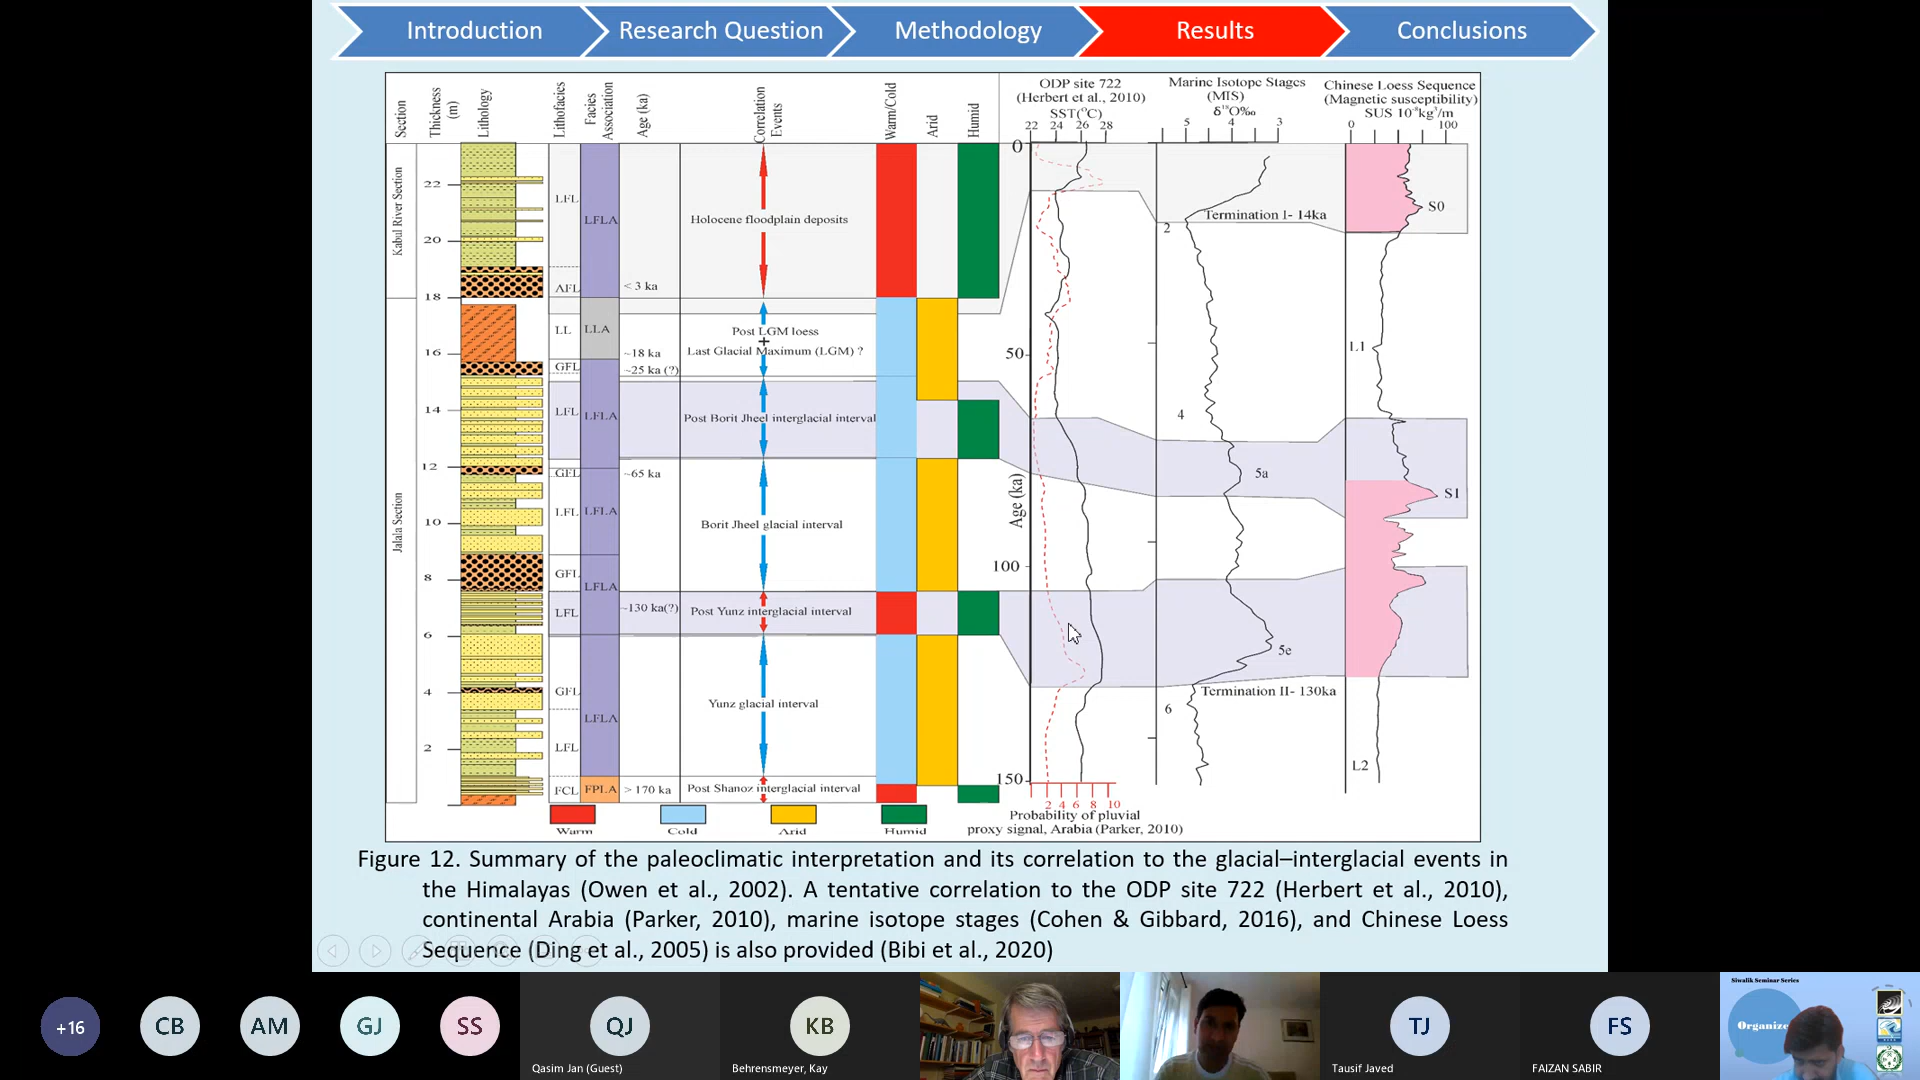 Introduction
Research Question
Methodology
Results
Conclusions
Section
Thickness
(m)
Lithology
Lithofacies
Facies
Association
Age (ka)
Correlation
Events
Warm/Cold
Arid
Humid
ODP site 722
(Herbert et al., 2010)
SST(°C)
22 24 26 28
Marine Isotope Stages
(MIS)
δ¹⁸O‰
5 4 3
Chinese Loess Sequence
(Magnetic susceptibility)
SUS 10⁻⁸kg³/m
0 100
Kabul River Section
Jalala Section
22
20
18
16
14
12
10
8
6
4
2
LFL
AFL
LL
GFL
LFL
GFL
LFL
GFL
LFL
GFL
LFL
FCL
LFLA
LLA
LFLA
LFLA
LFLA
LFLA
FPLA
< 3 ka
~18 ka
~25 ka (?)
~65 ka
~130 ka(?)
> 170 ka
Holocene floodplain deposits
Post LGM loess
+
Last Glacial Maximum (LGM) ?
Post Borit Jheel interglacial interval
Borit Jheel glacial interval
Post Yunz interglacial interval
Yunz glacial interval
Post Shanoz interglacial interval
Warm
Cold
Arid
Humid
0
50
Age (ka)
100
150
2 4 6 8 10
Probability of pluvial
proxy signal, Arabia (Parker, 2010)
Termination I- 14ka
2
4
5a
5e
Termination II- 130ka
6
S0
L1
S1
L2
Figure 12. Summary of the paleoclimatic interpretation and its correlation to the glacial–interglacial events in
the Himalayas (Owen et al., 2002). A tentative correlation to the ODP site 722 (Herbert et al., 2010),
continental Arabia (Parker, 2010), marine isotope stages (Cohen & Gibbard, 2016), and Chinese Loess
Sequence (Ding et al., 2005) is also provided (Bibi et al., 2020)
+16
CB
AM
GJ
SS
QJ
Qasim Jan (Guest)
KB
Behrensmeyer, Kay
TJ
Tausif Javed
FS
FAIZAN SABIR
Siwalik Seminar Series
Organize